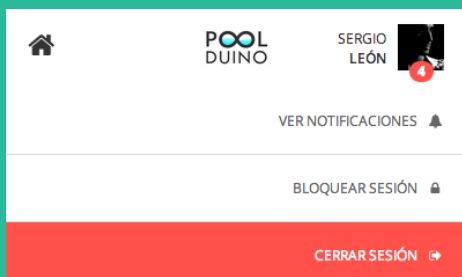 POOL
DUINO
SERGIO
LEÓN
4
VER NOTIFICACIONES
BLOQUEAR SESIÓN
CERRAR SESIÓN